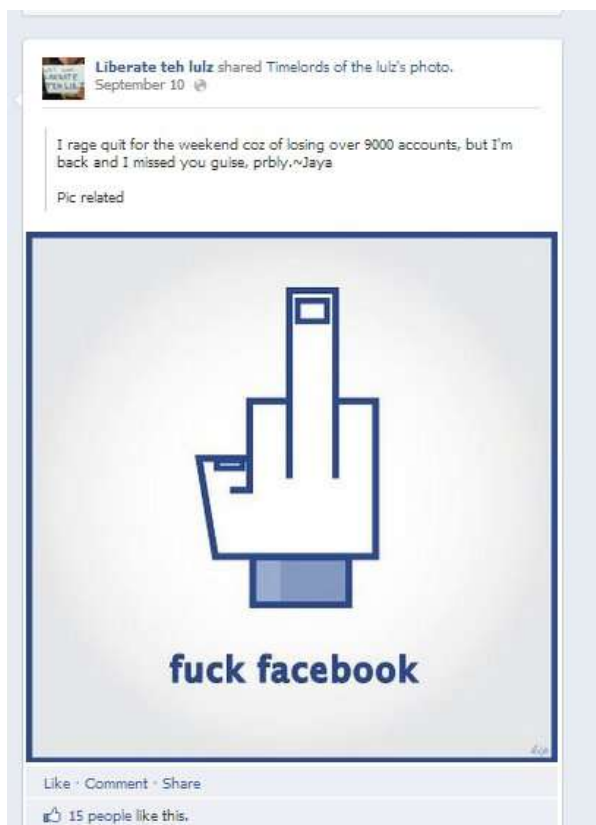 Liberate teh lulz shared Timelords of the lulz's photo.
September 10
I rage quit for the weekend coz of losing over 9000 accounts, but I'm
back and I missed you guise, prbly.~Jaya
Pic related
fuck facebook
Like · Comment · Share
15 people like this.